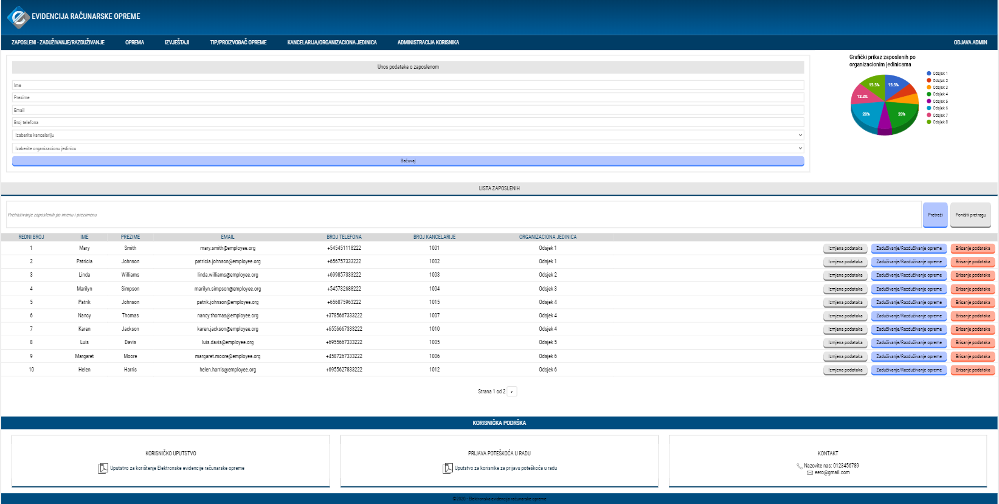 EVIDENCIJA RAČUNARSKE OPREME
ZAPOSLENI - ZADUŽIVANJE/RAZDUŽIVANJE OPREMA IZVJEŠTAJI TIP/PROIZVOĐAČ OPREME KANCELARIJA/ORGANIZACIONA JEDINICA ADMINISTRACIJA KORISNIKA ODJAVA ADMIN
Unos podataka o zaposlenom
Ime
Prezime
Email
Broj telefona
Izaberite kancelariju
Izaberite organizacionu jedinicu
Sačuvaj
Grafički prikaz zaposlenih po
organizacionim jedinicama
13.3% 13.3%
13.3%
20% 20%
Odsjek 1
Odsjek 2
Odsjek 3
Odsjek 4
Odsjek 5
Odsjek 6
Odsjek 7
Odsjek 8
LISTA ZAPOSLENIH
Pretraživanje zaposlenih po imenu i prezimenu Pretraži Poništi pretragu
REDNI BROJ IME PREZIME EMAIL BROJ TELEFONA BROJ KANCELARIJE ORGANIZACIONA JEDINICA
1 Mary Smith mary.smith@employee.org +545451118222 1001 Odsjek 1 Izmjena podataka Zaduživanje/Razduživanje opreme Brisanje podataka
2 Patricia Johnson patricia.johnson@employee.org +656757333222 1002 Odsjek 1 Izmjena podataka Zaduživanje/Razduživanje opreme Brisanje podataka
3 Linda Williams linda.williams@employee.org +699857333222 1003 Odsjek 2 Izmjena podataka Zaduživanje/Razduživanje opreme Brisanje podataka
4 Marilyn Simpson marilyn.simpson@employee.org +545732688222 1004 Odsjek 3 Izmjena podataka Zaduživanje/Razduživanje opreme Brisanje podataka
5 Patrik Johnson patrik.johnson@employee.org +656875963222 1015 Odsjek 4 Izmjena podataka Zaduživanje/Razduživanje opreme Brisanje podataka
6 Nancy Thomas nancy.thomas@employee.org +3785667333222 1007 Odsjek 4 Izmjena podataka Zaduživanje/Razduživanje opreme Brisanje podataka
7 Karen Jackson karen.jackson@employee.org +6556667333222 1010 Odsjek 4 Izmjena podataka Zaduživanje/Razduživanje opreme Brisanje podataka
8 Luis Davis luis.davis@employee.org +6955667333222 1005 Odsjek 5 Izmjena podataka Zaduživanje/Razduživanje opreme Brisanje podataka
9 Margaret Moore margaret.moore@employee.org +4587267333222 1006 Odsjek 6 Izmjena podataka Zaduživanje/Razduživanje opreme Brisanje podataka
10 Helen Harris helen.harris@employee.org +6955627833222 1012 Odsjek 6 Izmjena podataka Zaduživanje/Razduživanje opreme Brisanje podataka
Strana 1 od 2 >
KORISNIČKA PODRŠKA
KORISNIČKO UPUTSTVO
Uputstvo za korištenje Elektronske evidencije računarske opreme
PRIJAVA POTEŠKOĆA U RADU
Uputstvo za korisnike za prijavu poteškoća u radu
KONTAKT
Nazovite nas: 0123456789
eero@gmail.com
©2020 - Elektronska evidencija računarske opreme